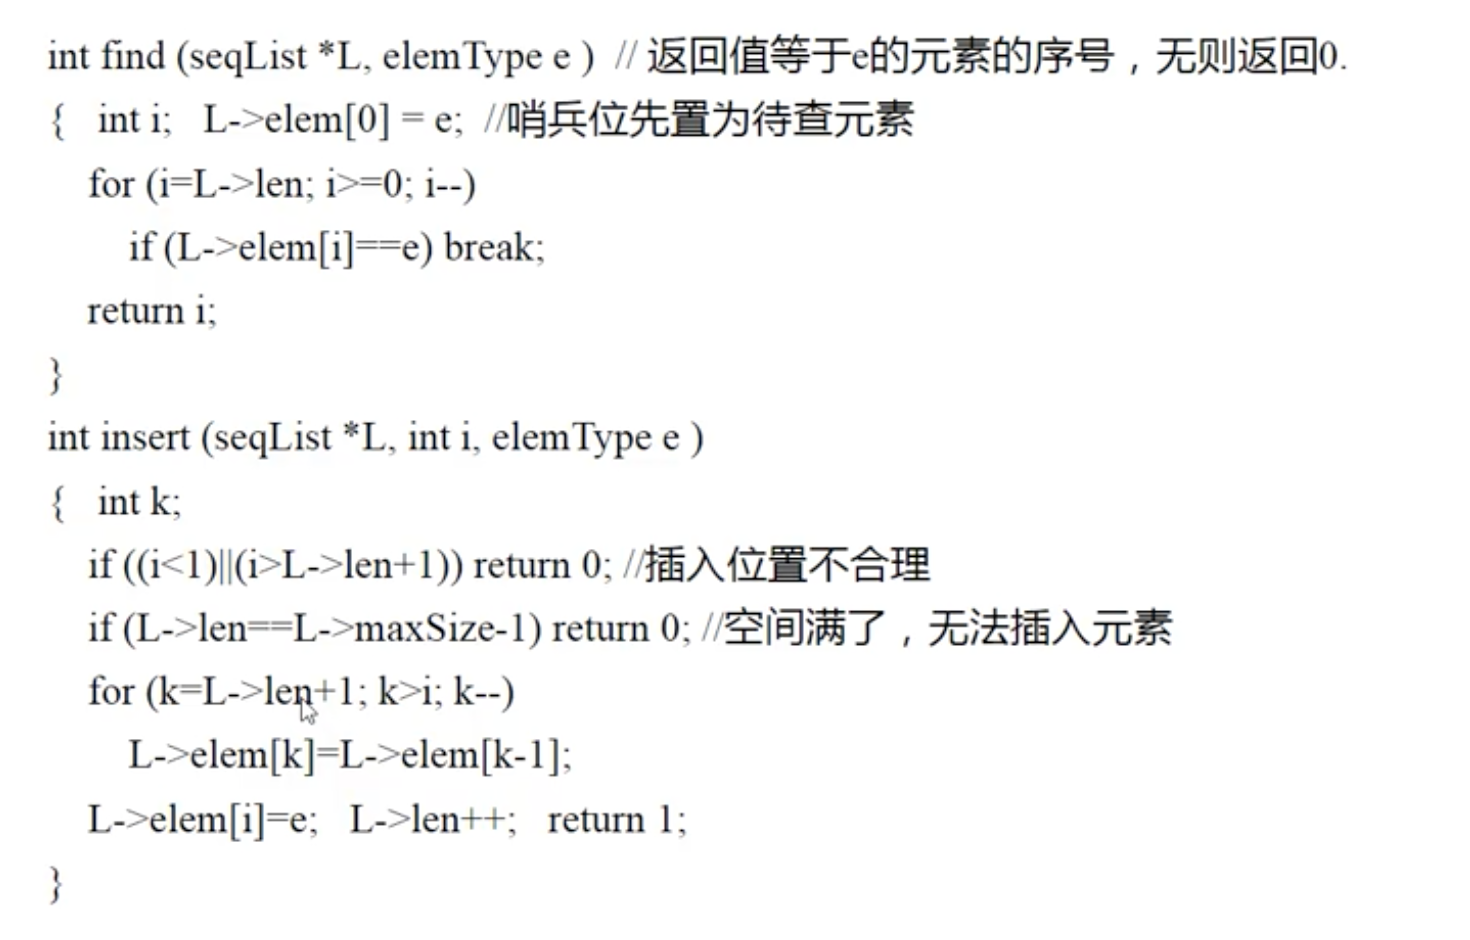 int find (seqList *L, elemType e ) // 返回值等于e的元素的序号，无则返回0.
{ int i; L->elem[0] = e; //哨兵位先置为待查元素
for (i=L->len; i>=0; i--)
if (L->elem[i]==e) break;
return i;
}
int insert (seqList *L, int i, elemType e )
{ int k;
if ((i<1)||(i>L->len+1)) return 0; //插入位置不合理
if (L->len==L->maxSize-1) return 0; //空间满了，无法插入元素
for (k=L->len+1; k>i; k--)
L->elem[k]=L->elem[k-1];
L->elem[i]=e; L->len++; return 1;
}